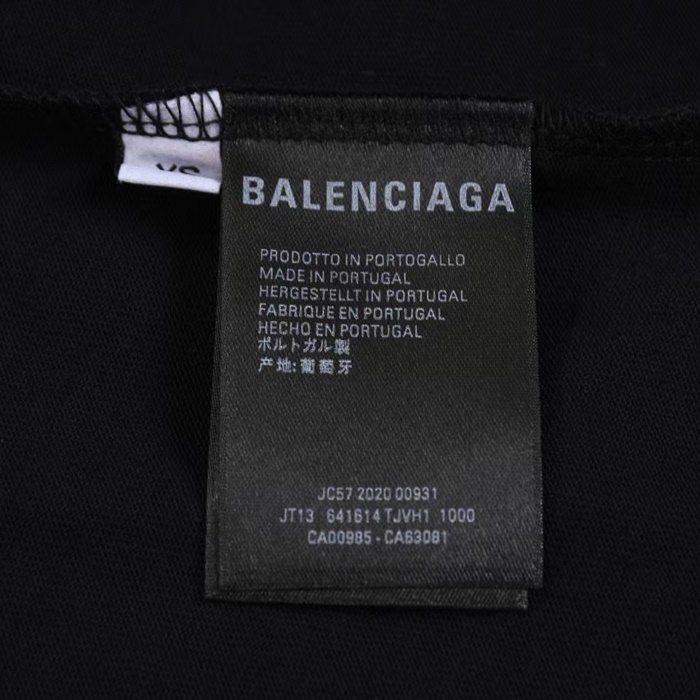 XS
BALENCIAGA
PRODOTTO IN PORTOGALLO
MADE IN PORTUGAL
HERGESTELLT IN PORTUGAL
FABRIQUE EN PORTUGAL
HECHO EN PORTUGAL
ポルトガル製
产地:葡萄牙
JC57 2020 00931
JT13 641614 TJVH1 1000
CA00985 - CA63081